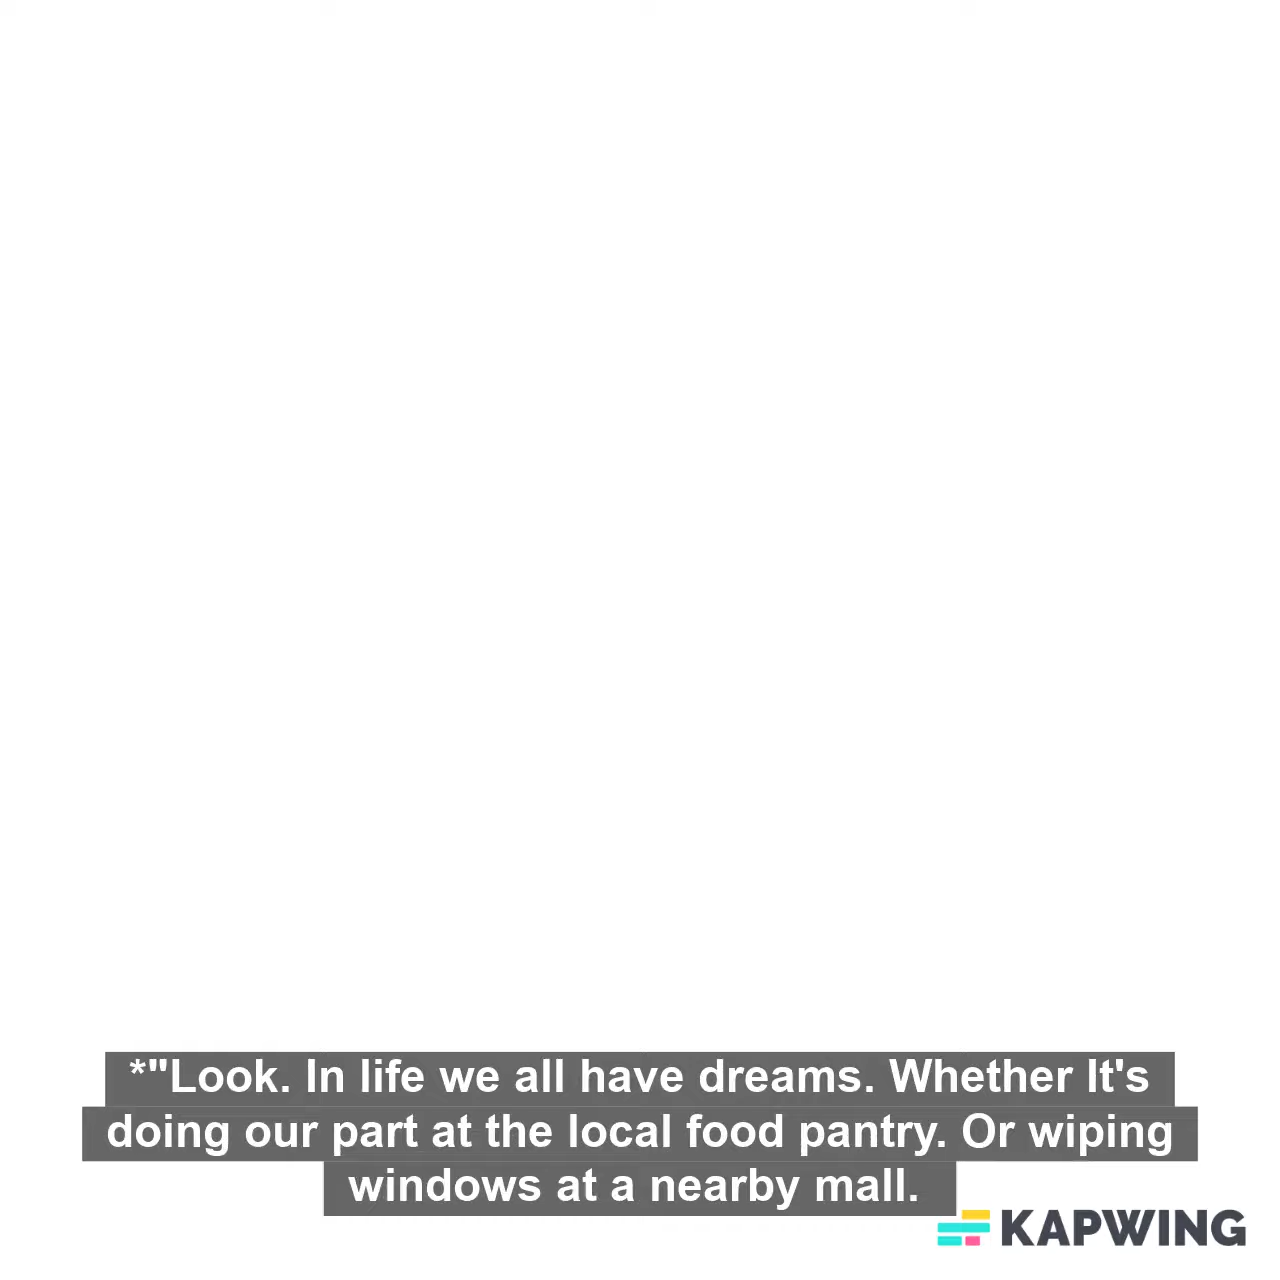 *"Look. In life we all have dreams. Whether It's
doing our part at the local food pantry. Or wiping
windows at a nearby mall.
KAPWING